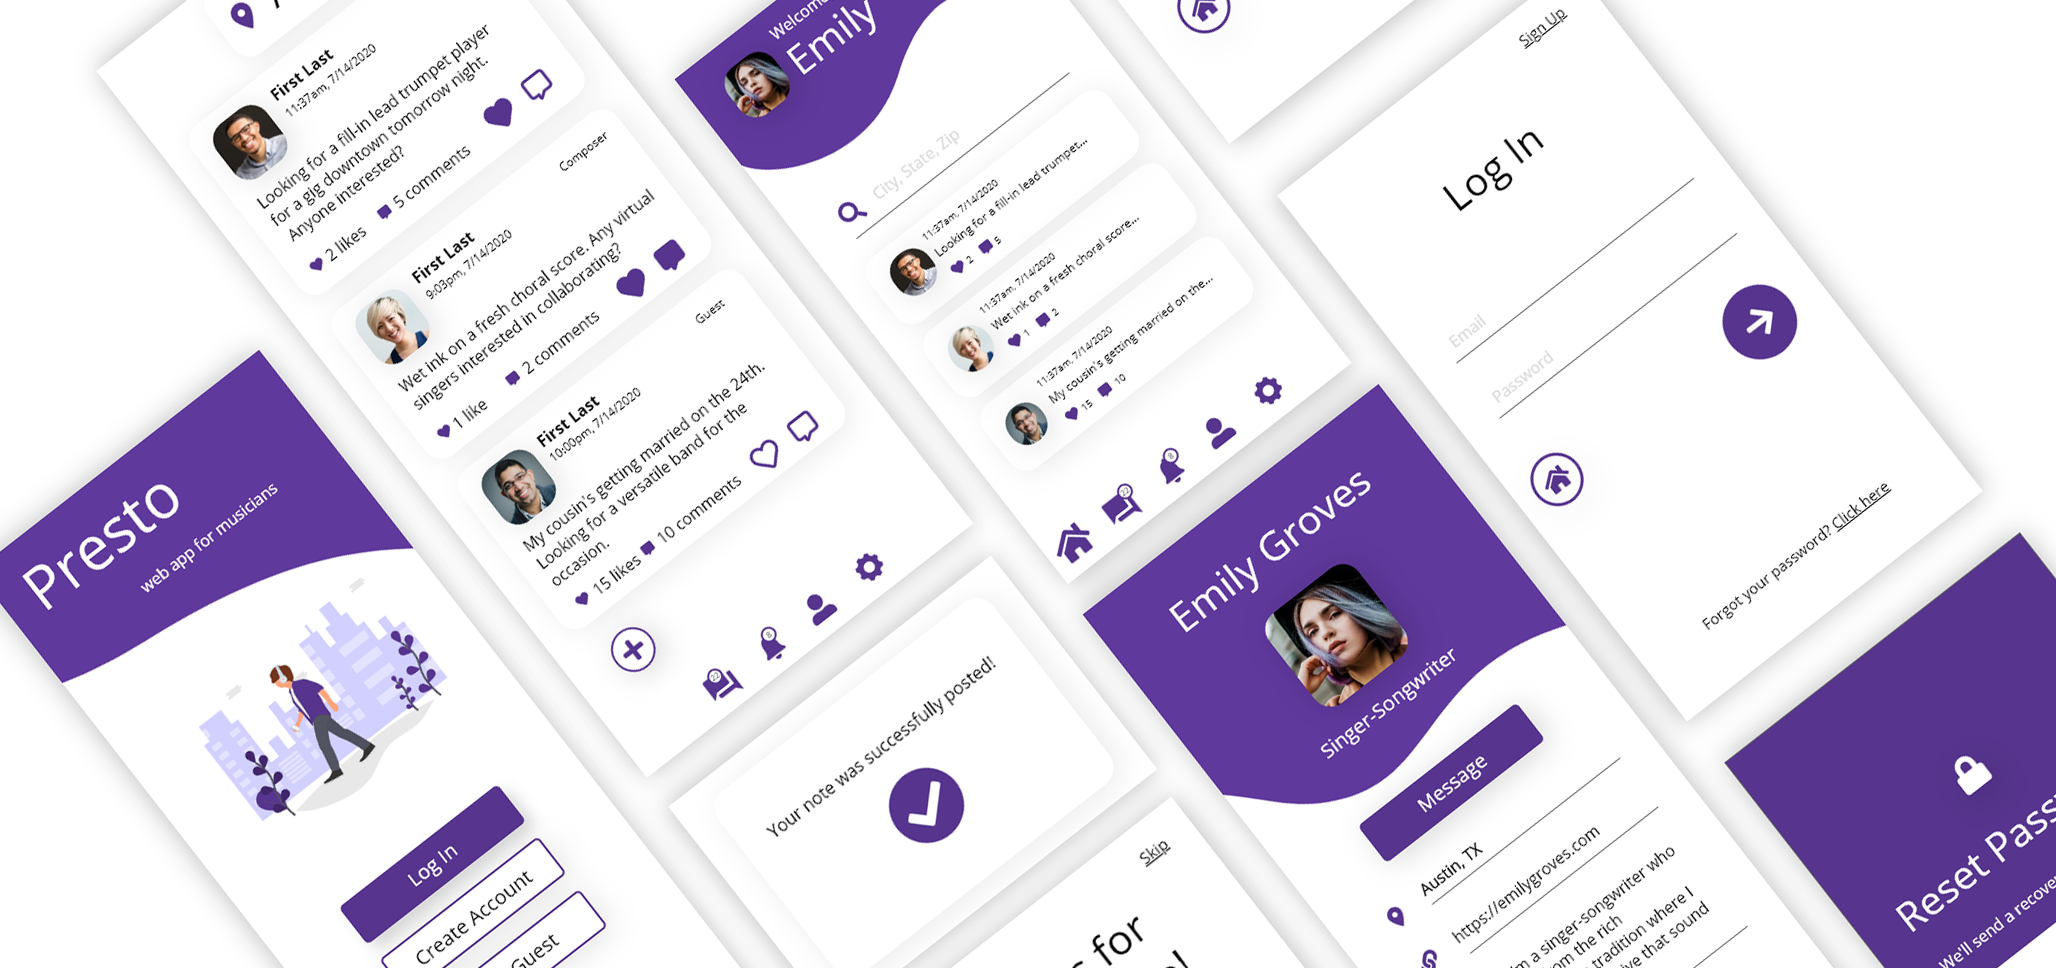 Presto
web app for musicians
Log In
Create Account
Guest
First Last
11:37am, 7/14/2020
Looking for a fill-in lead trumpet player
for a gig downtown tomorrow night.
Anyone interested?
2 likes
5 comments
Composer
First Last
9:03pm, 7/14/2020
Wet ink on a fresh choral score. Any virtual
singers interested in collaborating?
1 like
2 comments
Guest
First Last
10:00pm, 7/14/2020
My cousin's getting married on the 24th.
Looking for a versatile band for the
occasion.
15 likes
10 comments
22
8
Welcome
Emily
City, State, Zip
11:37am, 7/14/2020
Looking for a fill-in lead trumpet...
2
5
11:37am, 7/14/2020
Wet ink on a fresh choral score...
1
2
11:37am, 7/14/2020
My cousin's getting married on the...
15
10
22
8
Your note was successfully posted!
Skip
for
Emily Groves
Singer-Songwriter
Message
Austin, TX
https://emilygroves.com
I'm a singer-songwriter who
from the rich
tradition where I
that sound
Sign Up
Log In
Email
Password
Forgot your password? Click here
Reset Pass
We'll send a recove